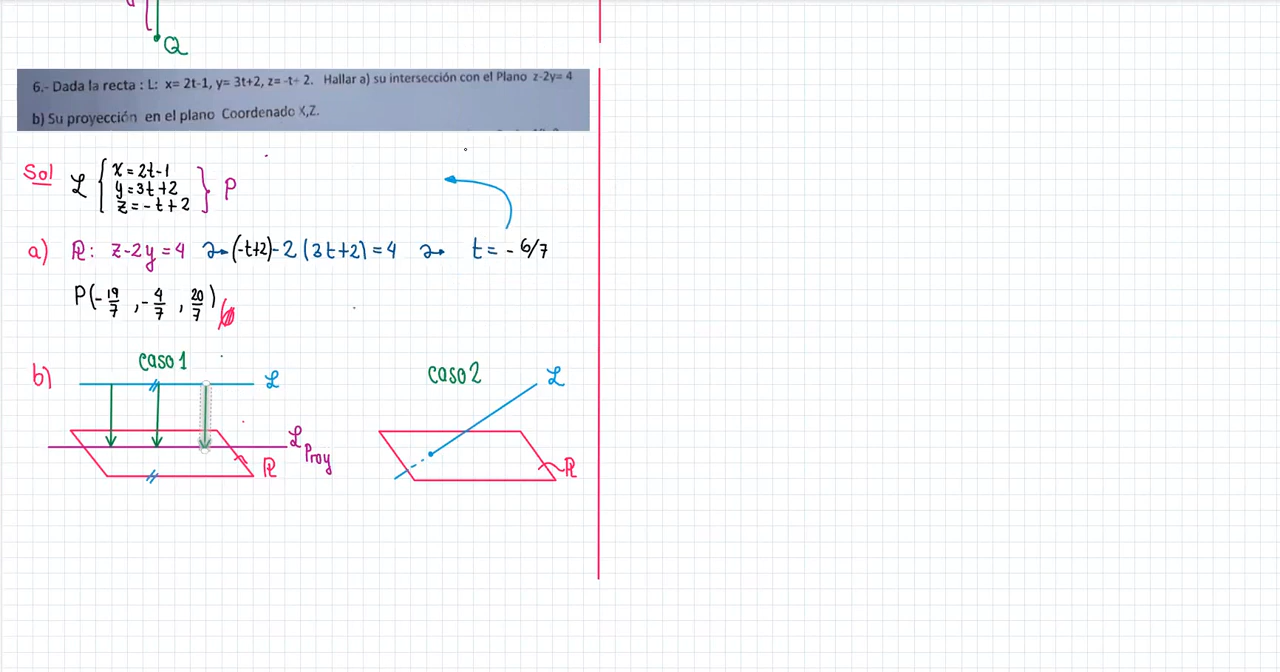 Q
6.- Dada la recta : L: x= 2t-1, y= 3t+2, z= -t+ 2. Hallar a) su intersección con el Plano z-2y= 4
b) Su proyección en el plano Coordenado X,Z.
Sol
L { x = 2t-1
y = 3t+2
z = -t+2 } P
a) P: z-2y=4 → (-t+2)-2(3t+2)=4 → t = -6/7
P(-19/7, -4/7, 20/7)
b) caso 1
L
L Proy
P
caso 2
L
P